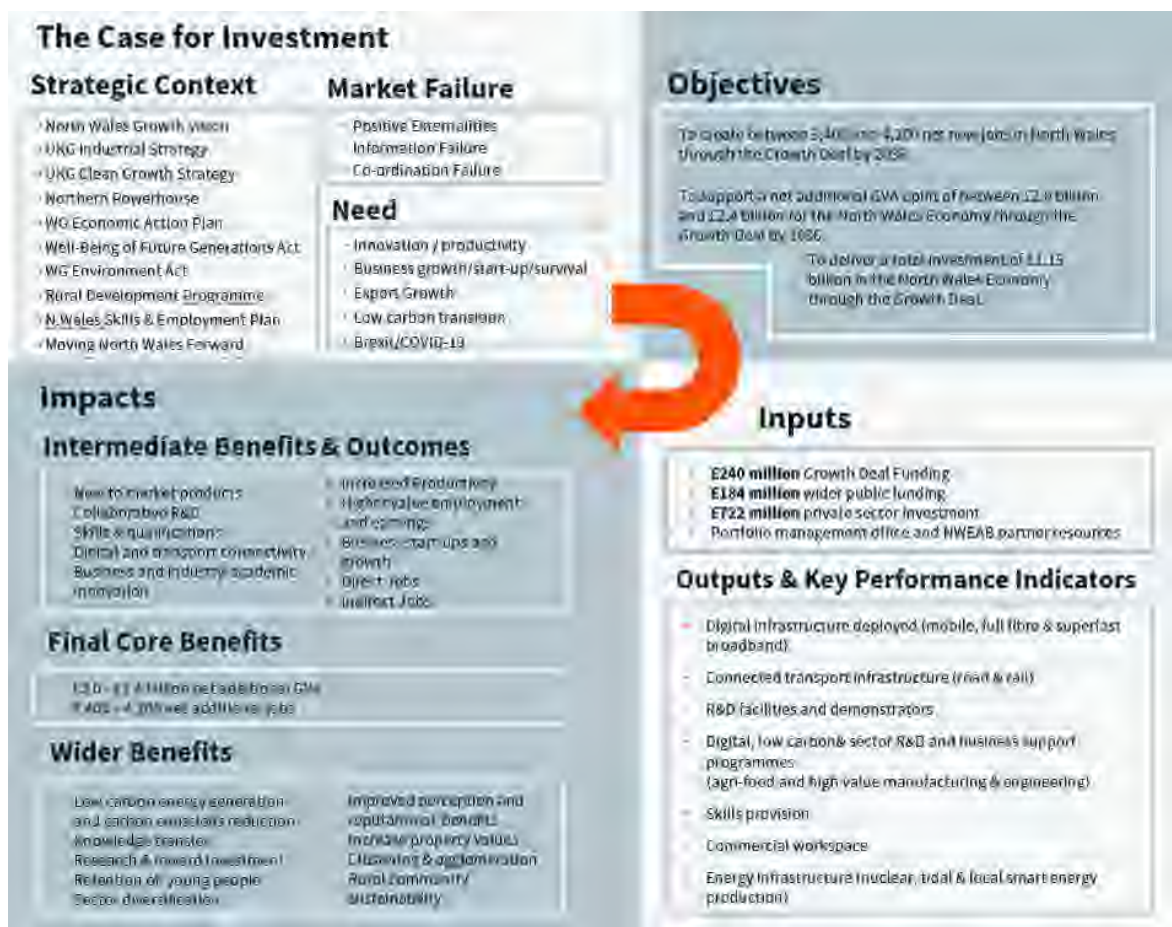 The Case for Investment
Strategic Context
North Wales Growth Vision
UKG Industrial Strategy
UKG Clean Growth Strategy
Northern Powerhouse
WG Economic Action Plan
Well-Being of Future Generations Act
WG Environment Act
Rural Development Programme
N.Wales Skills & Employment Plan
Moving North Wales Forward
Market Failure
Positive Externalities
Information Failure
Co-ordination Failure
Need
Innovation / productivity
Business growth/start-up/survival
Export Growth
Low carbon transition
Brexit/COVID-19
Objectives
To create between 3,400 and 4,200 net new jobs in North Wales
through the Growth Deal by 2036
To support a net additional GVA uplift of between £2.0 billion
and £2.4 billion for the North Wales Economy through the
Growth Deal by 2036
To deliver a total investment of £1.15
billion in the North Wales Economy
through the Growth Deal
Impacts
Intermediate Benefits & Outcomes
New to market products
Collaborative R&D
Skills & qualifications
Digital and transport connectivity
Business and industry-academic
innovation
Increased Productivity
Higher value employment
and earnings
Business start-ups and
growth
Direct Jobs
Indirect Jobs
Final Core Benefits
net additional GVA
net additional jobs
Wider Benefits
Low carbon energy generation
and carbon emissions reduction
Knowledge transfer
Research & Inward Investment
Retention of young people
Sector diversification
Improved perception and
reputational benefits
Increase property values
Clustering & agglomeration
Rural community
sustainability
Inputs
£240 million Growth Deal Funding
£184 million wider public funding
£722 million private sector investment
Portfolio management office and NWEAB partner resources
Outputs & Key Performance Indicators
Digital infrastructure deployed (mobile, full fibre & superfast
broadband)
Connected transport infrastructure (road & rail)
R&D facilities and demonstrators
Digital, low carbon& sector R&D and business support
programmes
(agri-food and high value manufacturing & engineering)
Skills provision
Commercial workspace
Energy Infrastructure (nuclear, tidal & local smart energy
production)